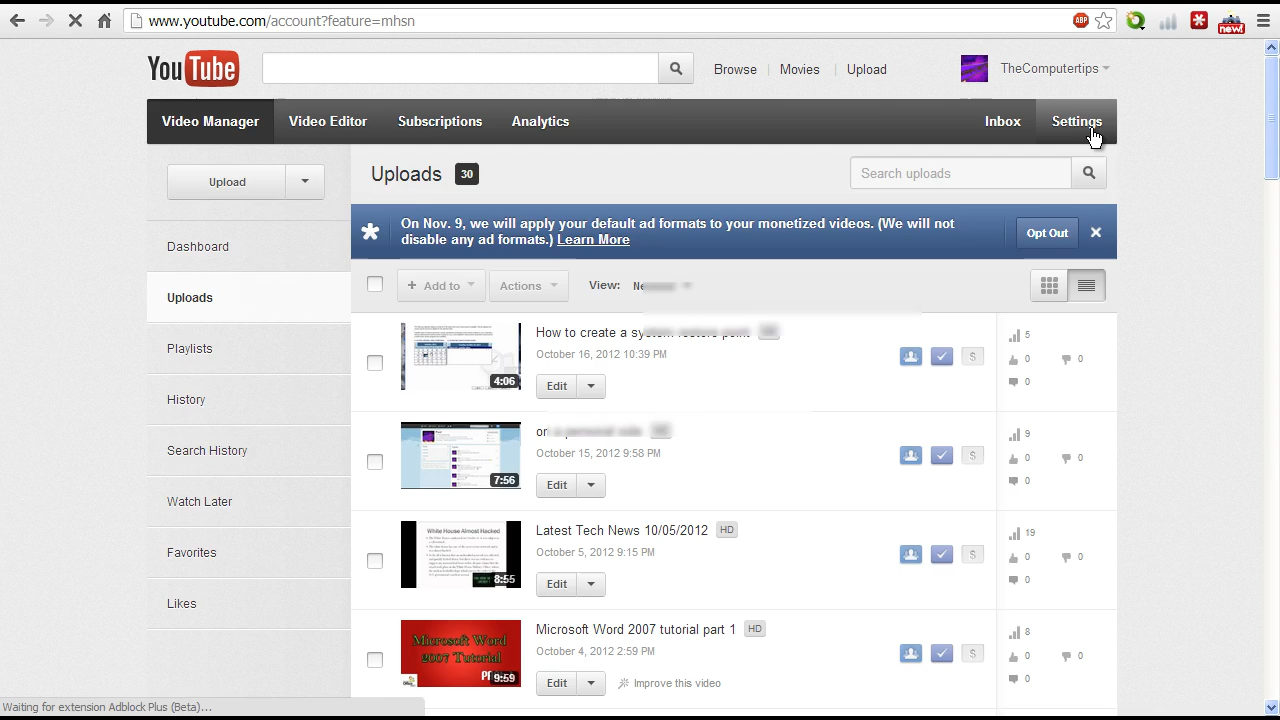 www.youtube.com/account?feature=mhsn
ABP
new!
YouTube
Browse
Movies
Upload
TheComputertips
Video Manager
Video Editor
Subscriptions
Analytics
Inbox
Settings
Upload
Uploads 30
Search uploads
On Nov. 9, we will apply your default ad formats to your monetized videos. (We will not
disable any ad formats.) Learn More
Opt Out
Dashboard
Uploads
Playlists
History
Search History
Watch Later
Favorites
Likes
+ Add to
Actions
View:
How to create a
4:06
October 16, 2012 10:39 PM
Edit
5
0
0
0
7:56
October 15, 2012 9:58 PM
Edit
9
0
0
0
White House Almost Hacked
8:55
Latest Tech News 10/05/2012 HD
October 5, 2012 9:15 PM
Edit
19
0
0
0
Microsoft Word
2007 Tutorial
9:59
Microsoft Word 2007 tutorial part 1 HD
October 4, 2012 2:59 PM
Edit
Improve this video
8
0
0
0
Waiting for extension Adblock Plus (Beta)...